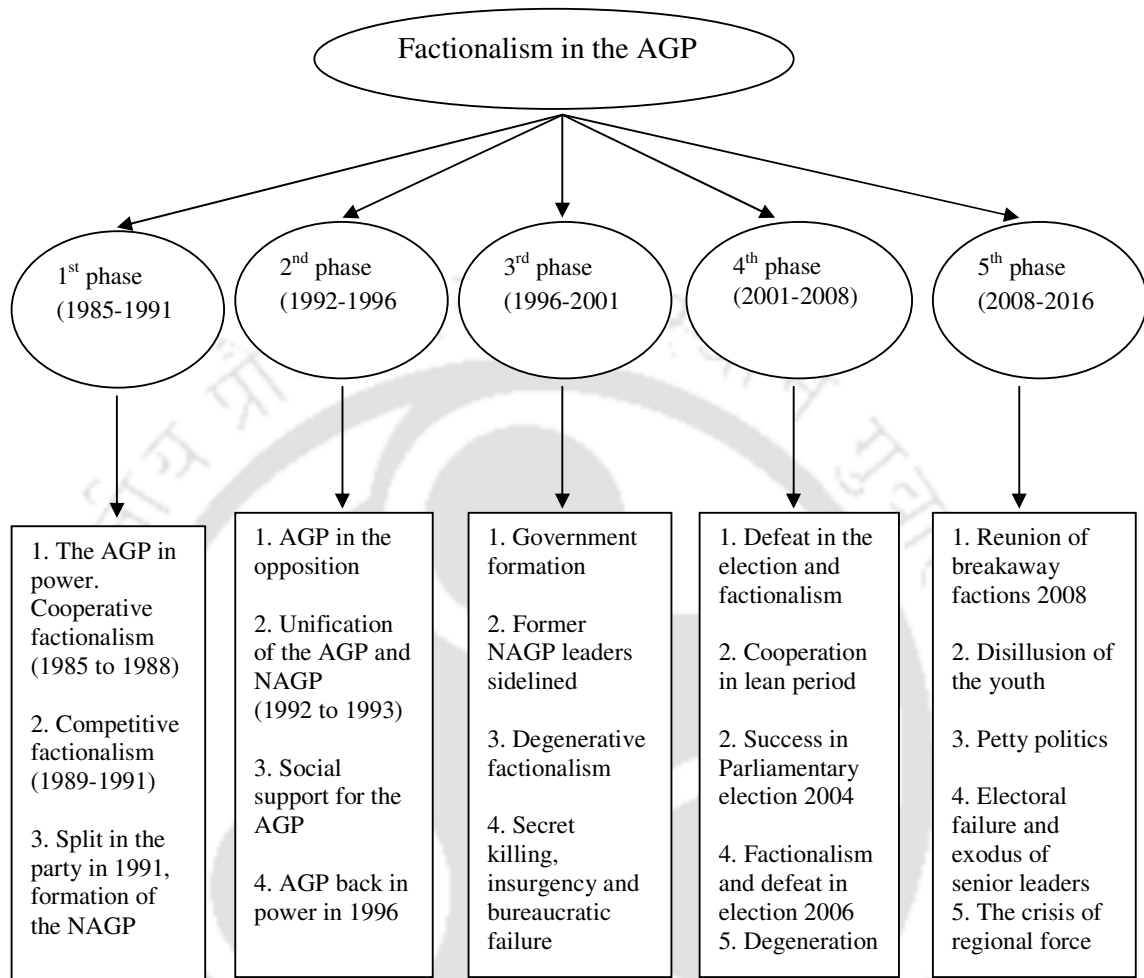 Factionalism in the AGP
1st phase
(1985-1991
2nd phase
(1992-1996
3rd phase
(1996-2001
4th phase
(2001-2008)
5th phase
(2008-2016
1. The AGP in
power.
Cooperative
factionalism
(1985 to 1988)
2. Competitive
factionalism
(1989-1991)
3. Split in the
party in 1991,
formation of
the NAGP
1. AGP in the
opposition
2. Unification
of the AGP and
NAGP
(1992 to 1993)
3. Social
support for the
AGP
4. AGP back in
power in 1996
1. Government
formation
2. Former
NAGP leaders
sidelined
3. Degenerative
factionalism
4. Secret
killing,
insurgency and
bureaucratic
failure
1. Defeat in the
election and
factionalism
2. Cooperation
in lean period
2. Success in
Parliamentary
election 2004
4. Factionalism
and defeat in
election 2006
5. Degeneration
1. Reunion of
breakaway
factions 2008
2. Disillusion of
the youth
3. Petty politics
4. Electoral
failure and
exodus of
senior leaders
5. The crisis of
regional force